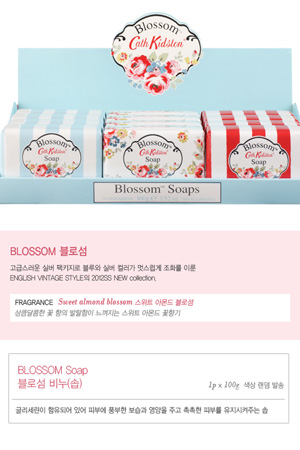 Blossom™
Cath Kidston
Blossom™
Cath Kidston
Soap
Blossom™
Cath Kidston
Soap
Blossom™
Cath Kidston
Soap
Blossom™ Soaps
BLOSSOM 블로섬
고급스러운 실버 팩키지로 블루와 실버 컬러가 멋스럽게 조화를 이룬
ENGLISH VINTAGE STYLE의 2012SS NEW collection.
FRAGRANCE Sweet almond blossom 스위트 아몬드 블로섬
상큼달콤한 꽃 향의 발랄함이 느껴지는 스위트 아몬드 꽃향기
BLOSSOM Soap
블로섬 비누(솝)
1p x 100g 색상 랜덤 발송
글리세린이 함유되어 있어 피부에 풍부한 보습과 영양을 주고 촉촉한 피부를 유지시켜주는 솝